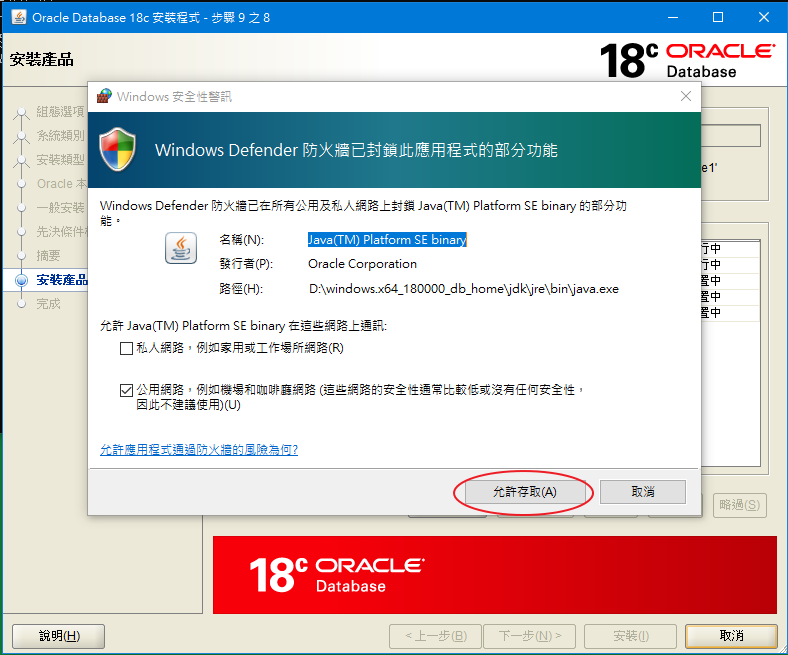 Oracle Database 18c 安裝程式 - 步驟 9 之 8
安裝產品
18c ORACLE
Database
組態選項
系統類別
安裝類型
Oracle 本
一般安裝
先決條件
摘要
安裝產品
完成
Windows 安全性警訊
Windows Defender 防火牆已封鎖此應用程式的部分功能
Windows Defender 防火牆已在所有公用及私人網路上封鎖 Java(TM) Platform SE binary 的部分功
能。
名稱(N): Java(TM) Platform SE binary
發行者(P): Oracle Corporation
路徑(H): D:\windows.x64_180000_db_home\jdk\jre\bin\java.exe
允許 Java(TM) Platform SE binary 在這些網路上通訊:
私人網路，例如家用或工作場所網路(R)
公用網路，例如機場和咖啡廳網路 (這些網路的安全性通常比較低或沒有任何安全性，
因此不建議使用)(U)
允許應用程式通過防火牆的風險為何?
允許存取(A) 取消
e1'
行中
行中
置中
置中
置中
略過(S)
18c ORACLE
Database
說明(H) < 上一步(B) 下一步(N) > 安裝(I) 取消